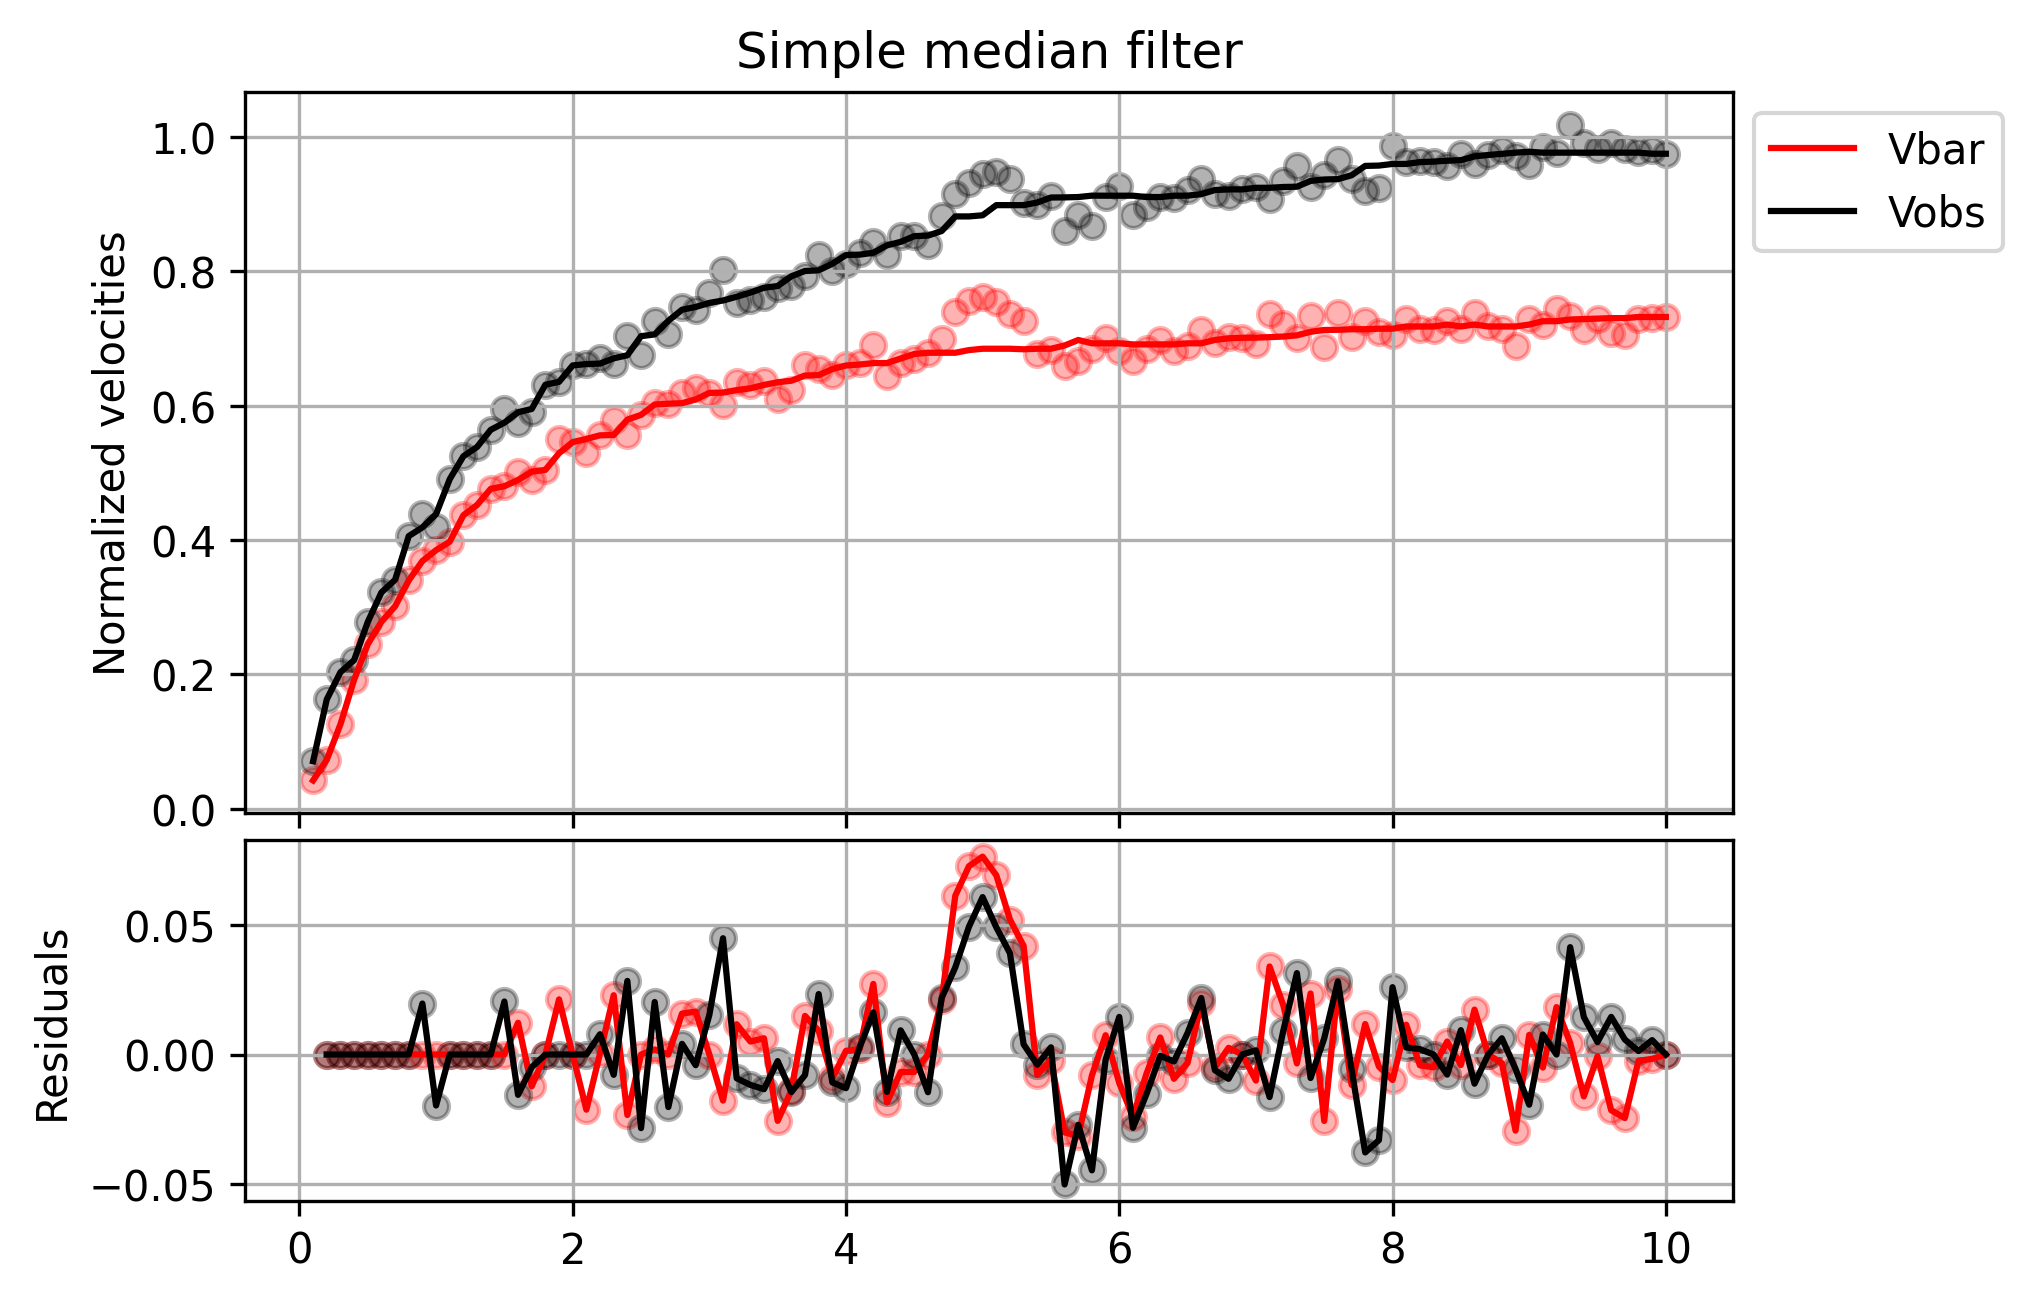 Simple median filter
Normalized velocities
1.0
0.8
0.6
0.4
0.2
0.0
Vbar
Vobs
Residuals
0.05
0.00
−0.05
0 2 4 6 8 10